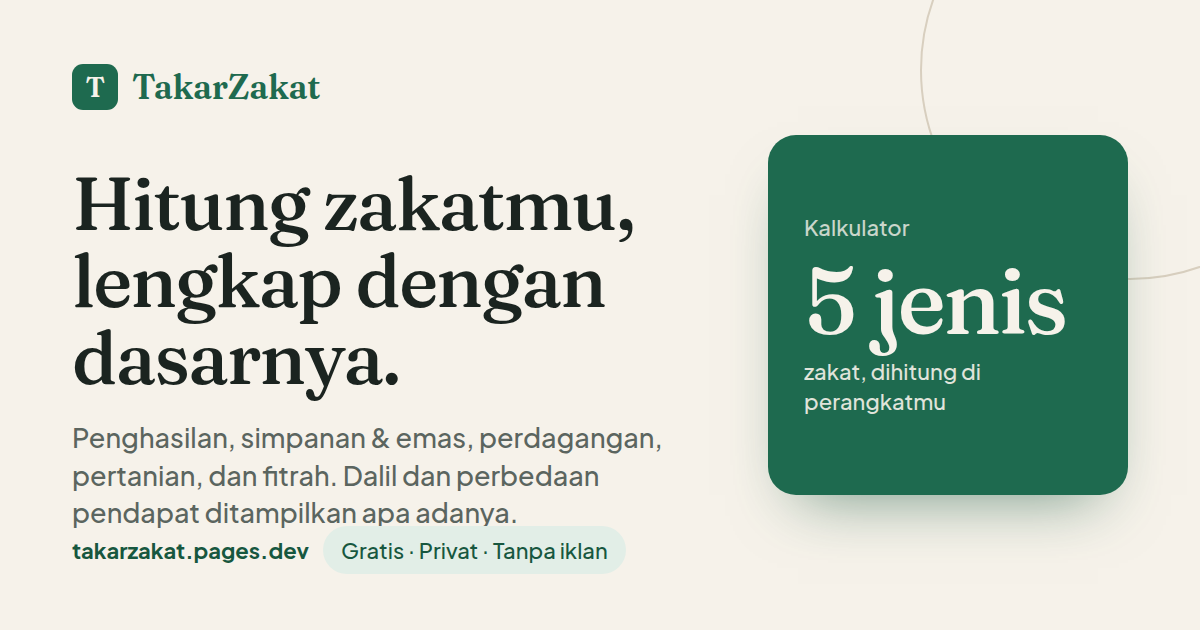 T TakarZakat
Hitung zakatmu,
lengkap dengan
dasarnya.
Penghasilan, simpanan & emas, perdagangan,
pertanian, dan fitrah. Dalil dan perbedaan
pendapat ditampilkan apa adanya.
takarzakat.pages.dev
Gratis · Privat · Tanpa iklan
Kalkulator
5 jenis
zakat, dihitung di
perangkatmu